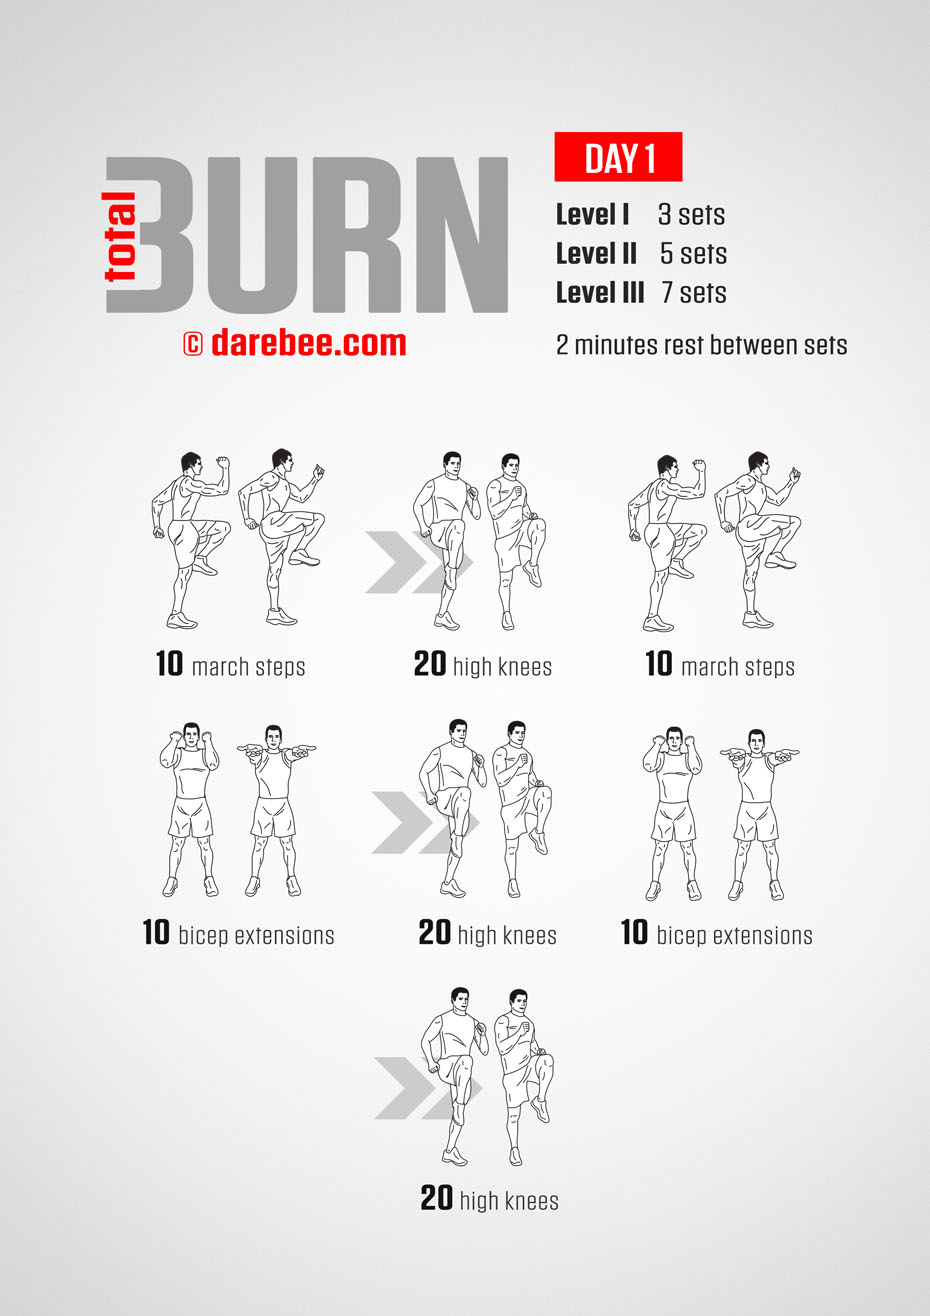 total
BURN
© darebee.com
DAY 1
Level I 3 sets
Level II 5 sets
Level III 7 sets
2 minutes rest between sets
10 march steps
20 high knees
10 march steps
10 bicep extensions
20 high knees
10 bicep extensions
20 high knees